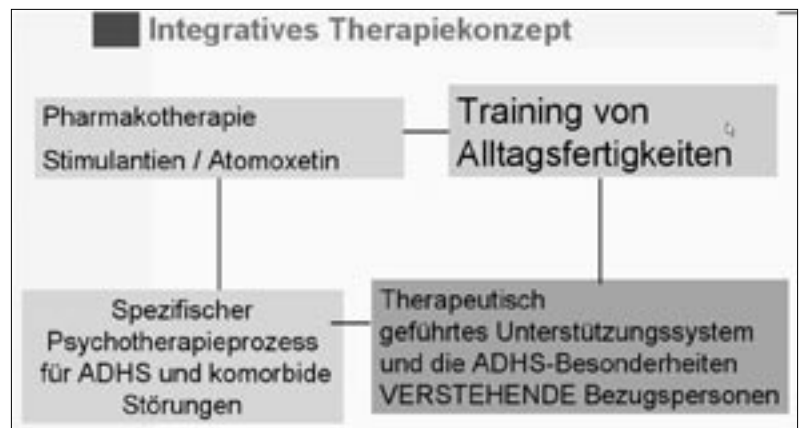 Integratives Therapiekonzept
Pharmakotherapie
Stimulantien / Atomoxetin
Training von
Alltagsfertigkeiten
Spezifischer
Psychotherapieprozess
für ADHS und komorbide
Störungen
Therapeutisch
geführtes Unterstützungssystem
und die ADHS-Besonderheiten
VERSTEHENDE Bezugspersonen